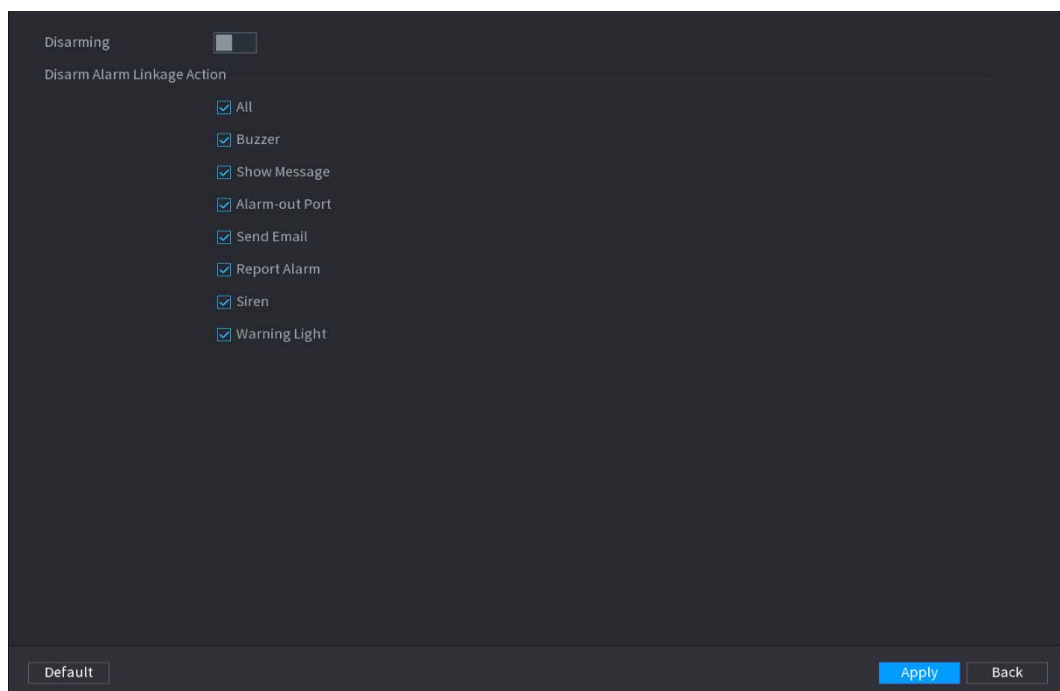 Disarming
Disarm Alarm Linkage Action
All
Buzzer
Show Message
Alarm-out Port
Send Email
Report Alarm
Siren
Warning Light
Default Apply Back